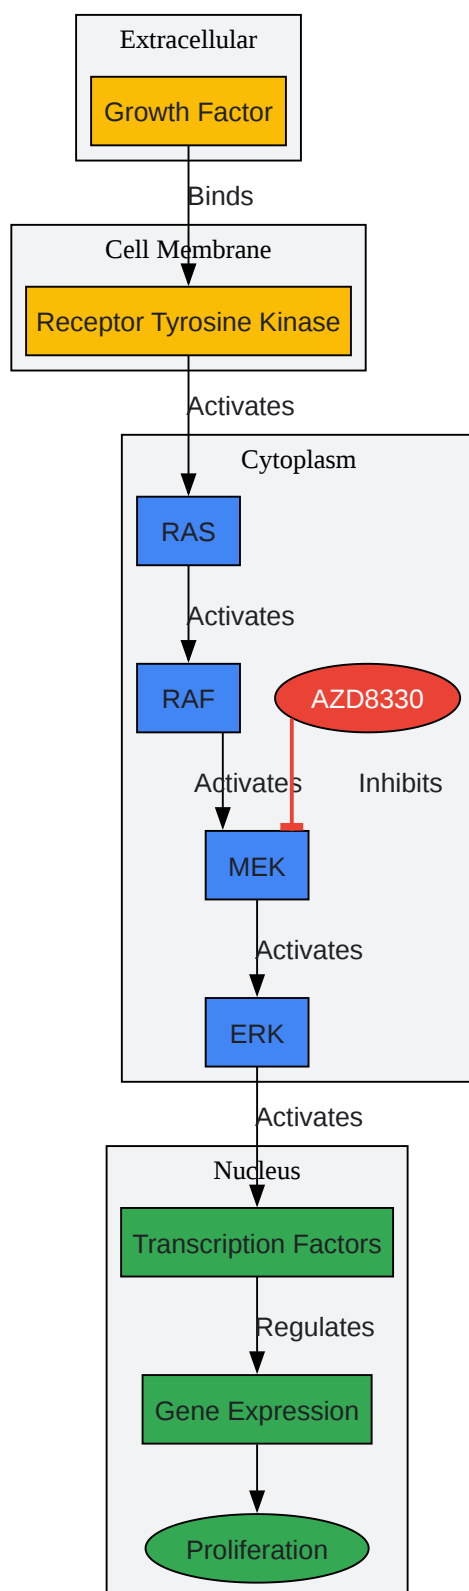 Extracellular
Growth Factor
Binds
Cell Membrane
Receptor Tyrosine Kinase
Activates
Cytoplasm
RAS
Activates
RAF
AZD8330
Activates
Inhibits
MEK
Activates
ERK
Activates
Nucleus
Transcription Factors
Regulates
Gene Expression
Proliferation